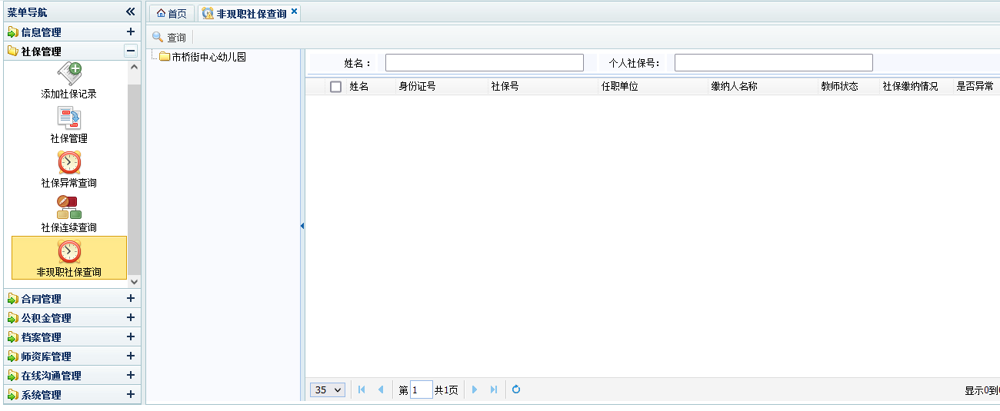 菜单导航
信息管理
社保管理
添加社保记录
社保管理
社保异常查询
社保连续查询
非现职社保查询
合同管理
公积金管理
档案管理
师资库管理
在线沟通管理
系统管理
首页 非现职社保查询
查询
市桥街中心幼儿园
姓名： 个人社保号：
姓名 身份证号 社保号 任职单位 缴纳人名称 教师状态 社保缴纳情况 是否异常
35 第 1 共1页 显示0到